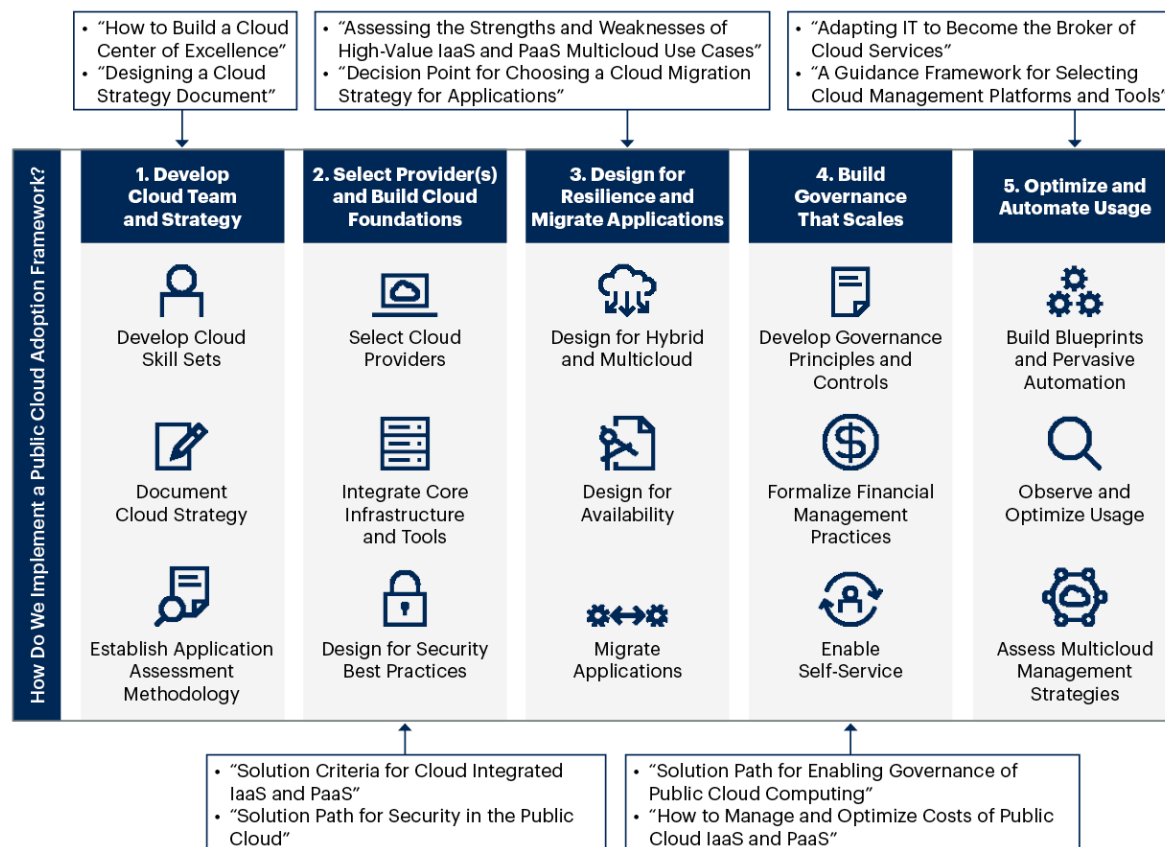 • “How to Build a Cloud
Center of Excellence”
• “Designing a Cloud
Strategy Document”
• “Assessing the Strengths and Weaknesses of
High-Value IaaS and PaaS Multicloud Use Cases”
• “Decision Point for Choosing a Cloud Migration
Strategy for Applications”
• “Adapting IT to Become the Broker of
Cloud Services”
• “A Guidance Framework for Selecting
Cloud Management Platforms and Tools”
How Do We Implement a Public Cloud Adoption Framework?
1. Develop
Cloud Team
and Strategy
Develop Cloud
Skill Sets
Document
Cloud Strategy
Establish Application
Assessment
Methodology
2. Select Provider(s)
and Build Cloud
Foundations
Select Cloud
Providers
Integrate Core
Infrastructure
and Tools
Design for Security
Best Practices
3. Design for
Resilience and
Migrate Applications
Design for Hybrid
and Multicloud
Design for
Availability
Migrate
Applications
4. Build
Governance
That Scales
Develop Governance
Principles and
Controls
$
Formalize Financial
Management
Practices
Enable
Self-Service
5. Optimize and
Automate Usage
Build Blueprints
and Pervasive
Automation
Observe and
Optimize Usage
Assess Multicloud
Management
Strategies
• “Solution Criteria for Cloud Integrated
IaaS and PaaS”
• “Solution Path for Security in the Public
Cloud”
• “Solution Path for Enabling Governance of
Public Cloud Computing”
• “How to Manage and Optimize Costs of Public
Cloud IaaS and PaaS”